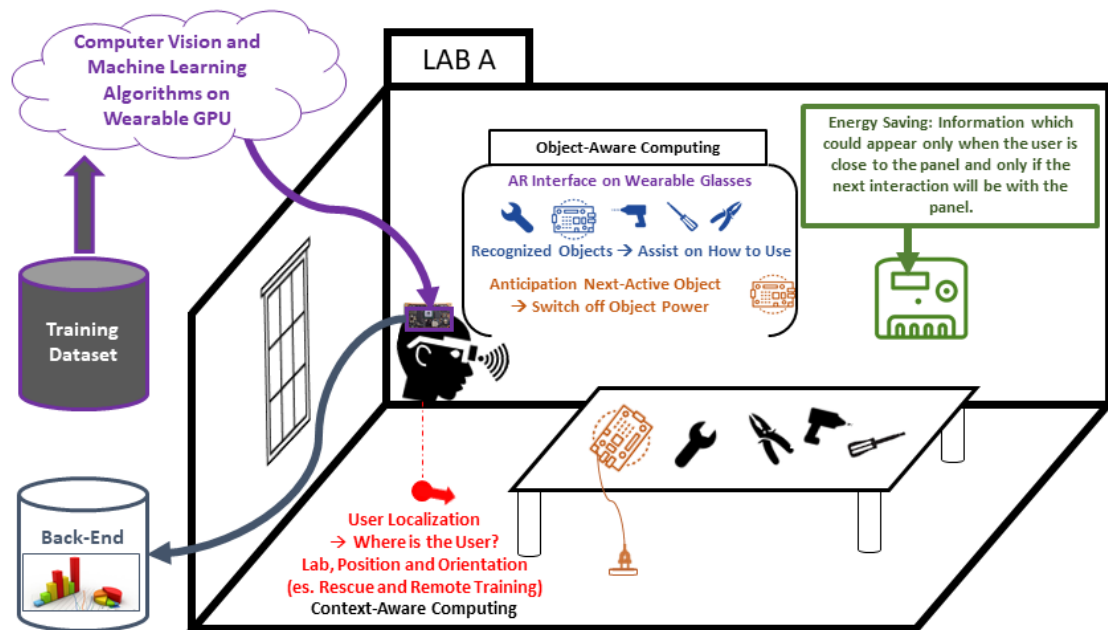 Computer Vision and
Machine Learning
Algorithms on
Wearable GPU
LAB A
Object-Aware Computing
AR Interface on Wearable Glasses
Recognized Objects → Assist on How to Use
Anticipation Next-Active Object
→ Switch off Object Power
Energy Saving: Information which
could appear only when the user is
close to the panel and only if the
next interaction will be with the
panel.
Training
Dataset
Back-End
User Localization
→ Where is the User?
Lab, Position and Orientation
(es. Rescue and Remote Training)
Context-Aware Computing